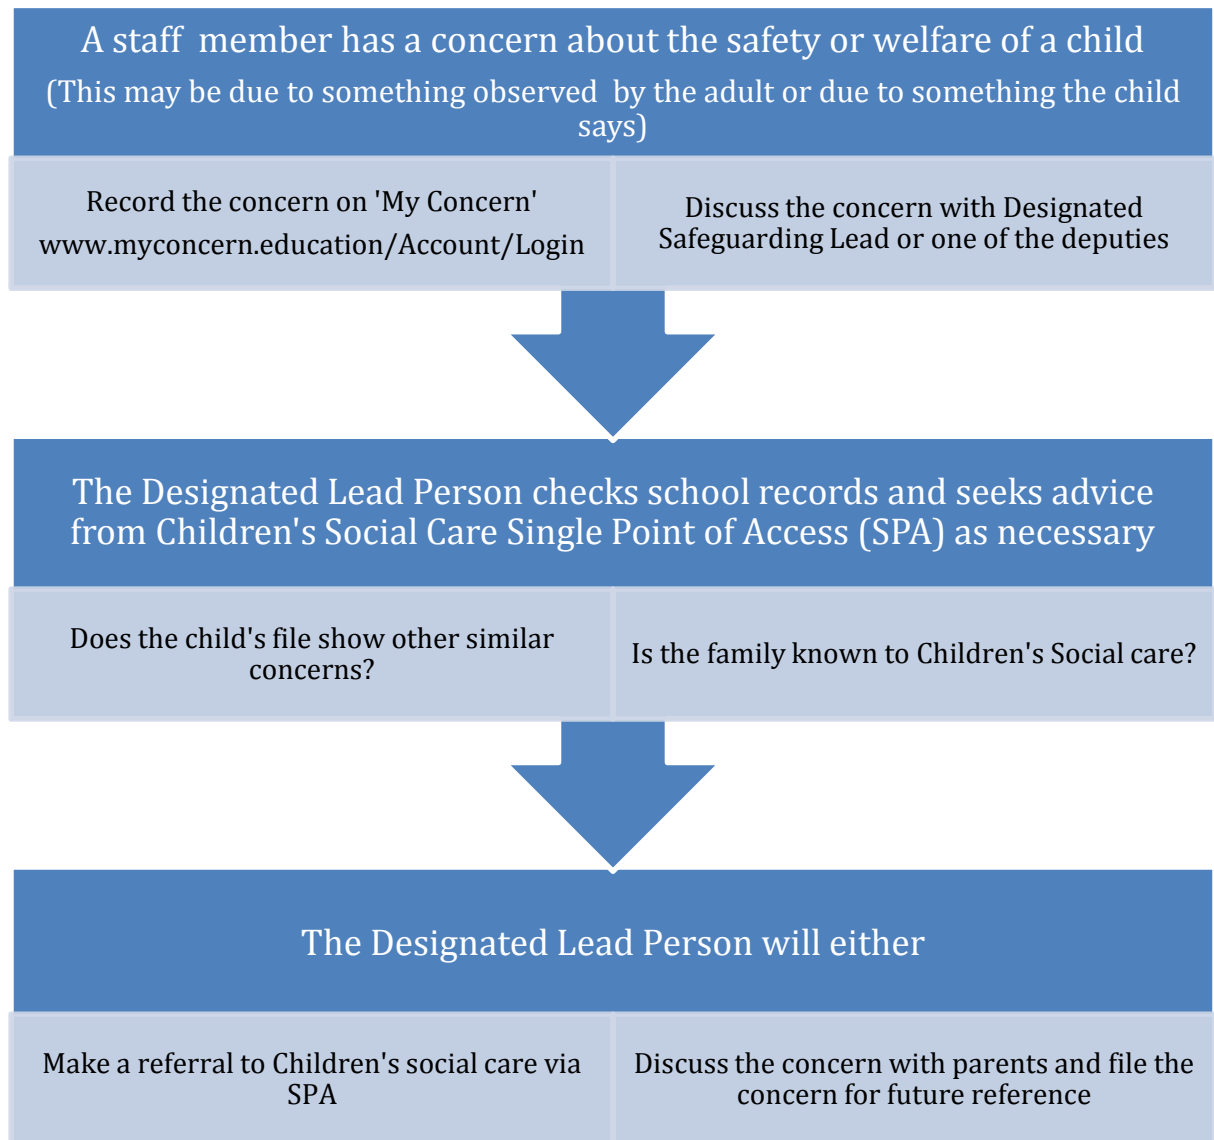 A staff  member has a concern about the safety or welfare of a child
(This may be due to something observed  by the adult or due to something the child
says)
Record the concern on 'My Concern'
www.myconcern.education/Account/Login
Discuss the concern with Designated
Safeguarding Lead or one of the deputies
The Designated Lead Person checks school records and seeks advice
from Children's Social Care Single Point of Access (SPA) as necessary
Does the child's file show other similar
concerns?
Is the family known to Children's Social care?
The Designated Lead Person will either
Make a referral to Children's social care via
SPA
Discuss the concern with parents and file the
concern for future reference